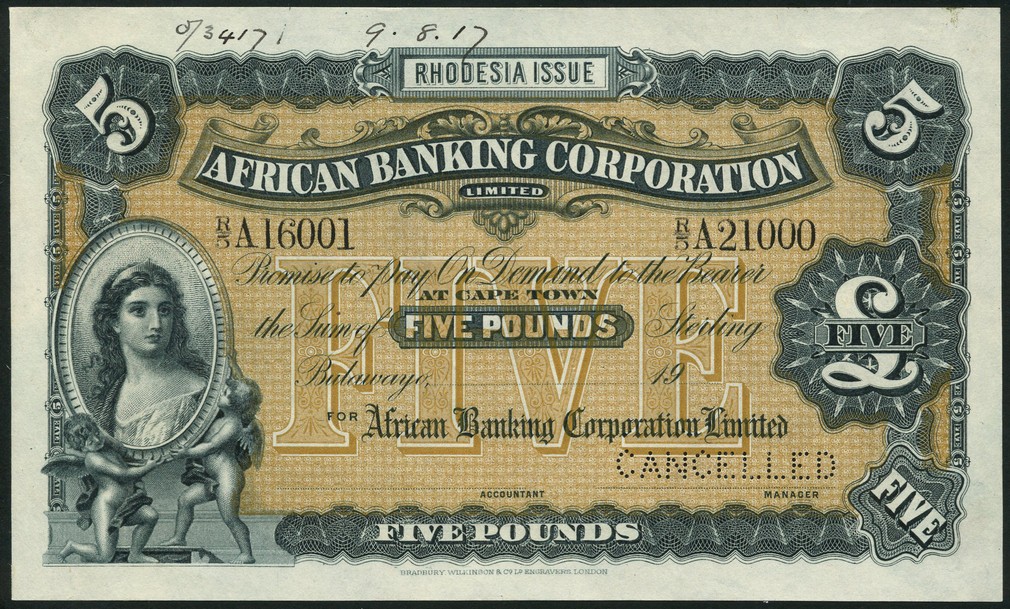 o/34171 9. 8. 17
RHODESIA ISSUE
5 5
AFRICAN BANKING CORPORATION
LIMITED
R/5 A16001 R/5 A21000
Promise to pay On Demand to the Bearer
AT CAPE TOWN
the Sum of FIVE POUNDS Sterling
£ FIVE
FIVE
Bulawayo, 19
FOR African Banking Corporation Limited
CANCELLED
ACCOUNTANT MANAGER
FIVE
FIVE POUNDS
BRADBURY WILKINSON & Co Ld ENGRAVERS LONDON